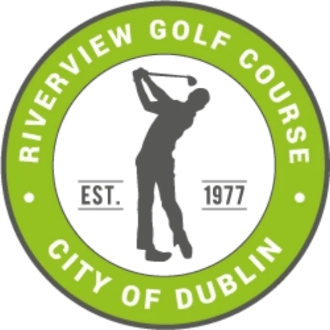 RIVERVIEW GOLF COURSE
EST. 1977
CITY OF DUBLIN